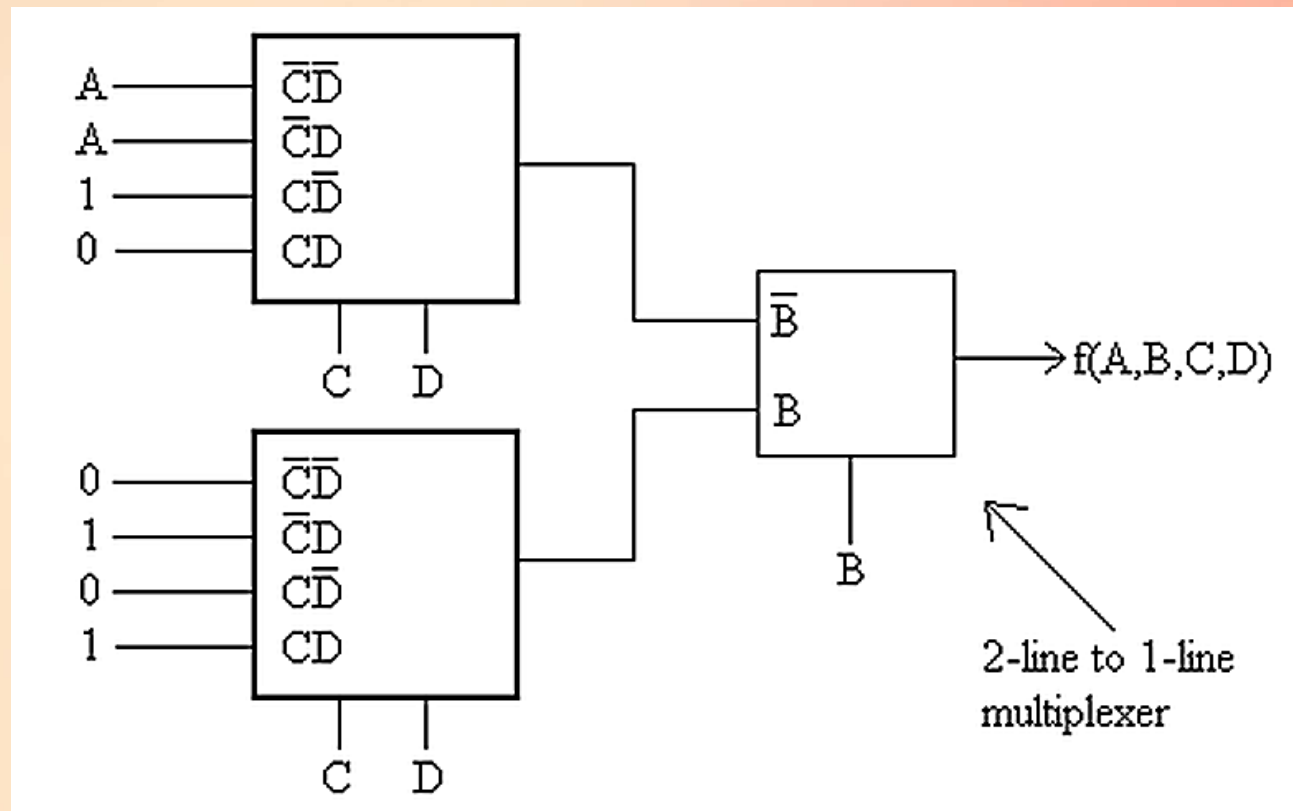 A C̅D̅
A C̅D
1 CD̅
0 CD
C D
0 C̅D̅
1 C̅D
0 CD̅
1 CD
C D
B̅
B
B
f(A,B,C,D)
2-line to 1-line
multiplexer